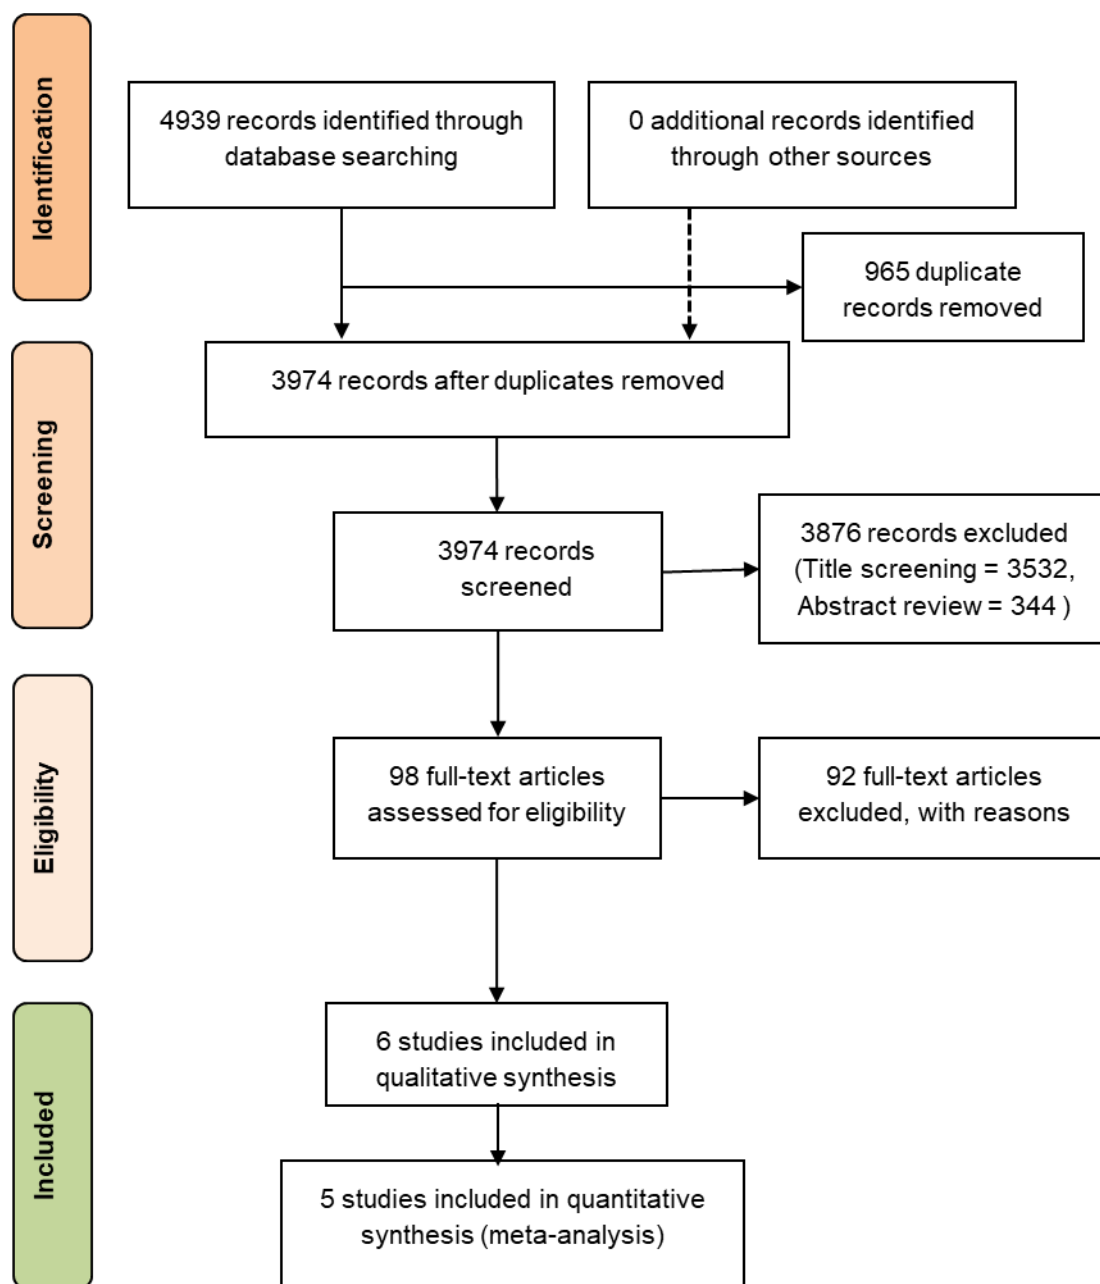 Identification
4939 records identified through
database searching
0 additional records identified
through other sources
965 duplicate
records removed
Screening
3974 records after duplicates removed
3974 records
screened
3876 records excluded
(Title screening = 3532,
Abstract review = 344 )
Eligibility
98 full-text articles
assessed for eligibility
92 full-text articles
excluded, with reasons
Included
6 studies included in
qualitative synthesis
5 studies included in quantitative
synthesis (meta-analysis)